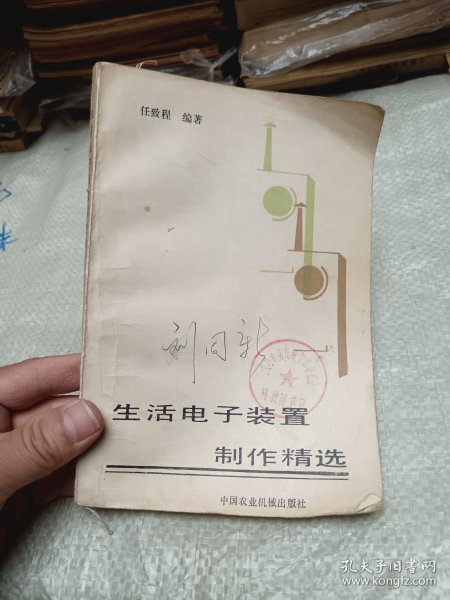 任致程 编著
刘同新
生活电子装置
制作精选
中国农业机械出版社
孔夫子旧书网
www.kongfz.com